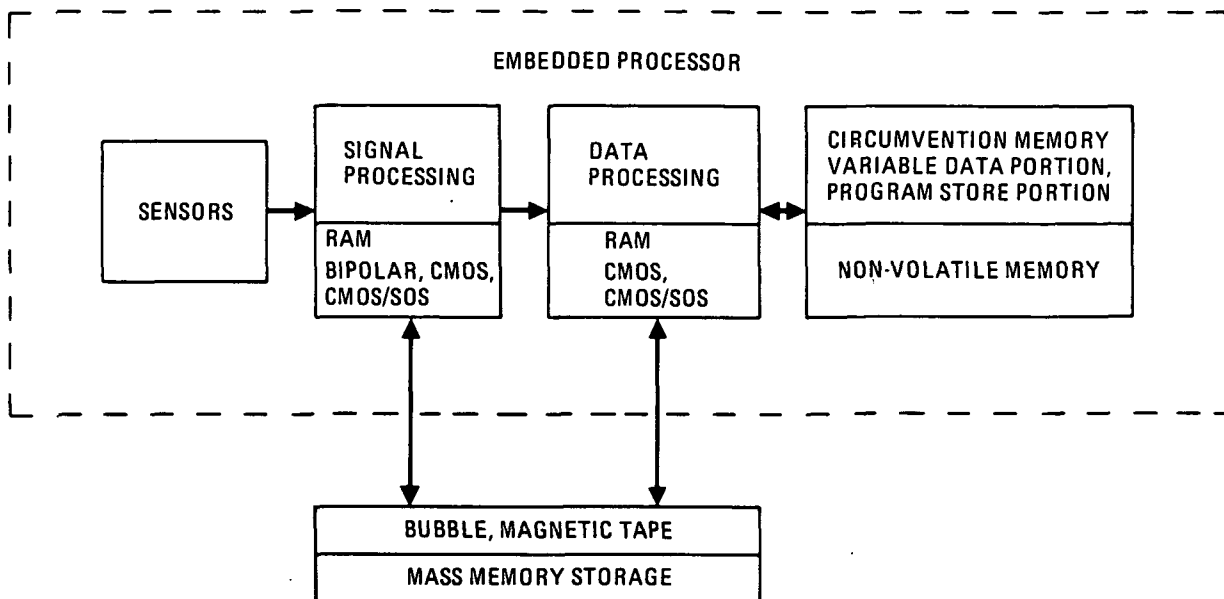 EMBEDDED PROCESSOR
SENSORS
SIGNAL
PROCESSING
RAM
BIPOLAR, CMOS,
CMOS/SOS
DATA
PROCESSING
RAM
CMOS,
CMOS/SOS
CIRCUMVENTION MEMORY
VARIABLE DATA PORTION,
PROGRAM STORE PORTION
NON-VOLATILE MEMORY
BUBBLE, MAGNETIC TAPE
MASS MEMORY STORAGE